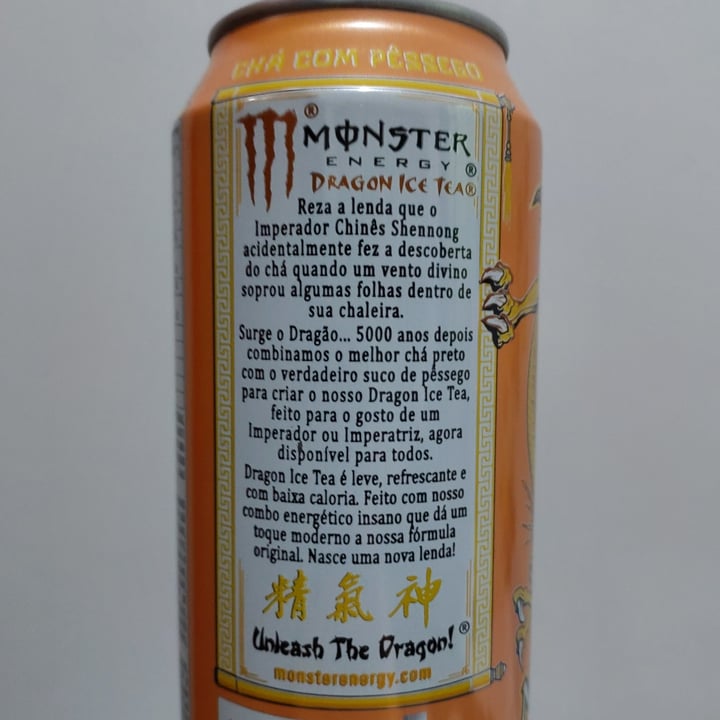 CHÁ COM PÊSSEGO
MONSTER®
ENERGY®
DRAGON ICE TEA®
Reza a lenda que o
Imperador Chinês Shennong
acidentalmente fez a descoberta
do chá quando um vento divino
soprou algumas folhas dentro de
sua chaleira.
Surge o Dragão... 5000 anos depois
combinamos o melhor chá preto
com o verdadeiro suco de pêssego
para criar o nosso Dragon Ice Tea,
feito para o gosto de um
Imperador ou Imperatriz, agora
disponível para todos.
Dragon Ice Tea é leve, refrescante e
com baixa caloria. Feito com nosso
combo energético insano que dá um
toque moderno a nossa fórmula
original. Nasce uma nova lenda!
精氣神
Unleash The Dragon!®
monsterenergy.com